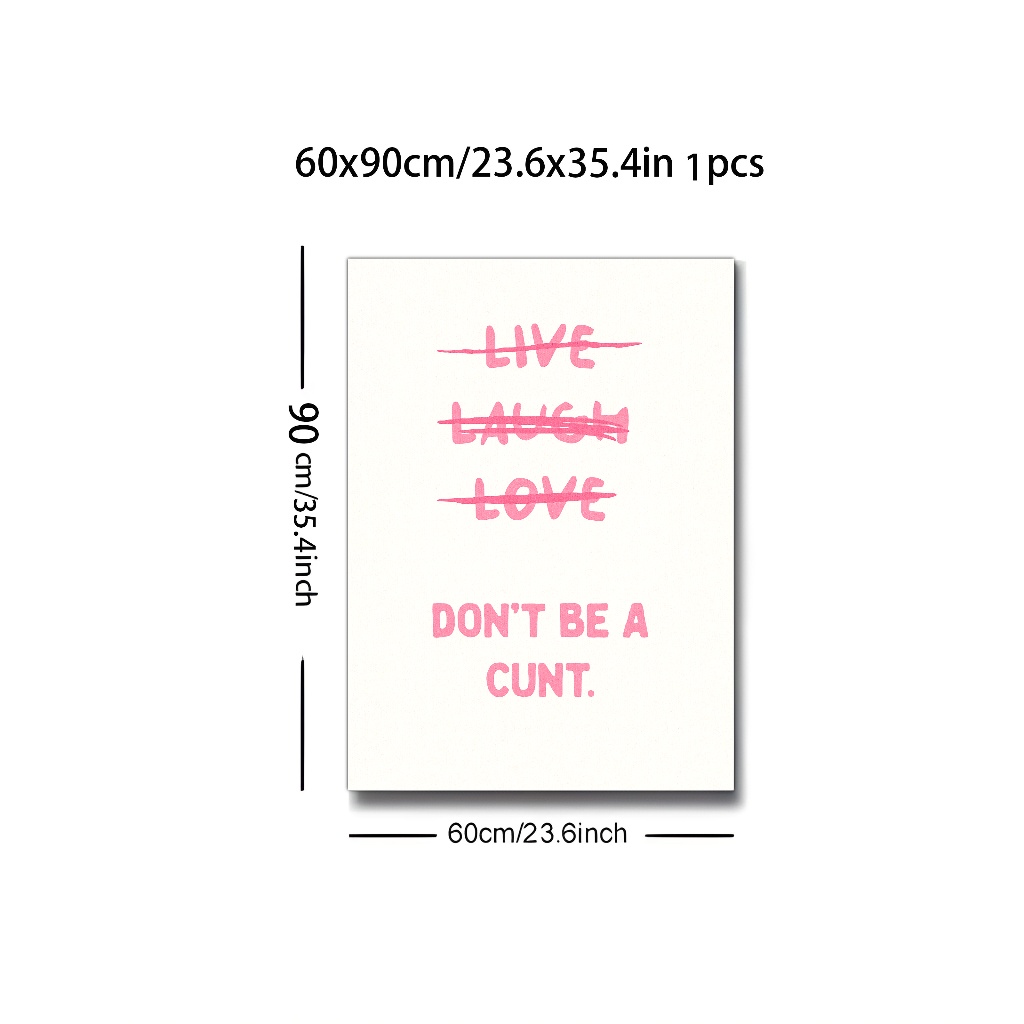 60x90cm/23.6x35.4in 1pcs
90 cm/35.4inch
LIVE
LAUGH
LOVE
DON'T BE A
CUNT.
60cm/23.6inch